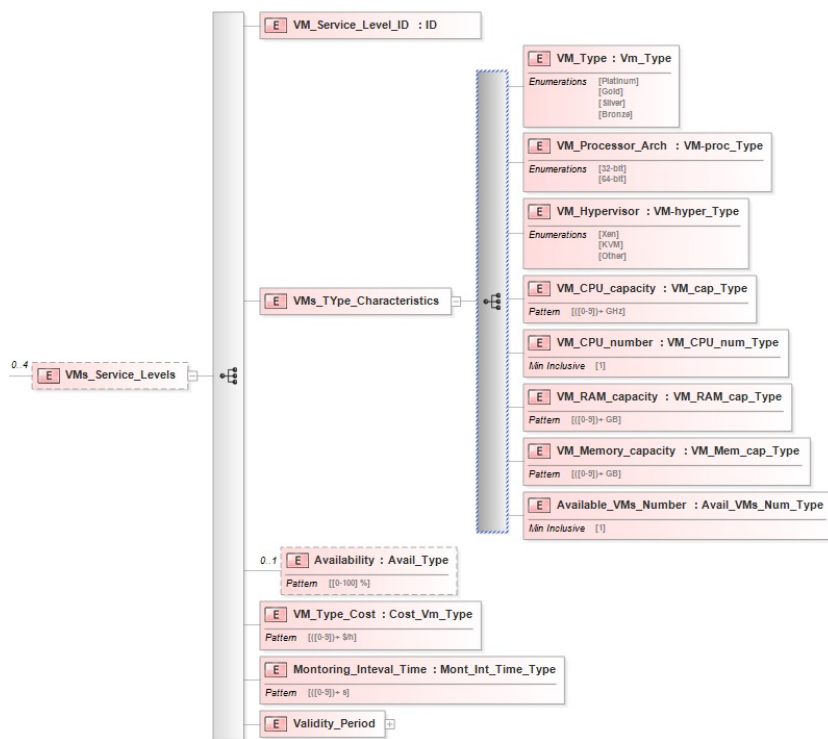 E VM_Service_Level_ID : ID
E VM_Type : Vm_Type
Enumerations [Platinum]
[Gold]
[Silver]
[Bronze]
E VM_Processor_Arch : VM-proc_Type
Enumerations [32-bit]
[64-bit]
E VM_Hypervisor : VM-hyper_Type
Enumerations [Xen]
[KVM]
[Other]
E VMs_TYpe_Characteristics
E VM_CPU_capacity : VM_cap_Type
Pattern [([0-9])+ GHz]
E VM_CPU_number : VM_CPU_num_Type
Min Inclusive [1]
0..4
E VMs_Service_Levels
E VM_RAM_capacity : VM_RAM_cap_Type
Pattern [([0-9])+ GB]
E VM_Memory_capacity : VM_Mem_cap_Type
Pattern [([0-9])+ GB]
E Available_VMs_Number : Avail_VMs_Num_Type
Min Inclusive [1]
0..1
E Availability : Avail_Type
Pattern [[0-100] %]
E VM_Type_Cost : Cost_Vm_Type
Pattern [([0-9])+ $/h]
E Montoring_Inteval_Time : Mont_Int_Time_Type
Pattern [([0-9])+ s]
E Validity_Period